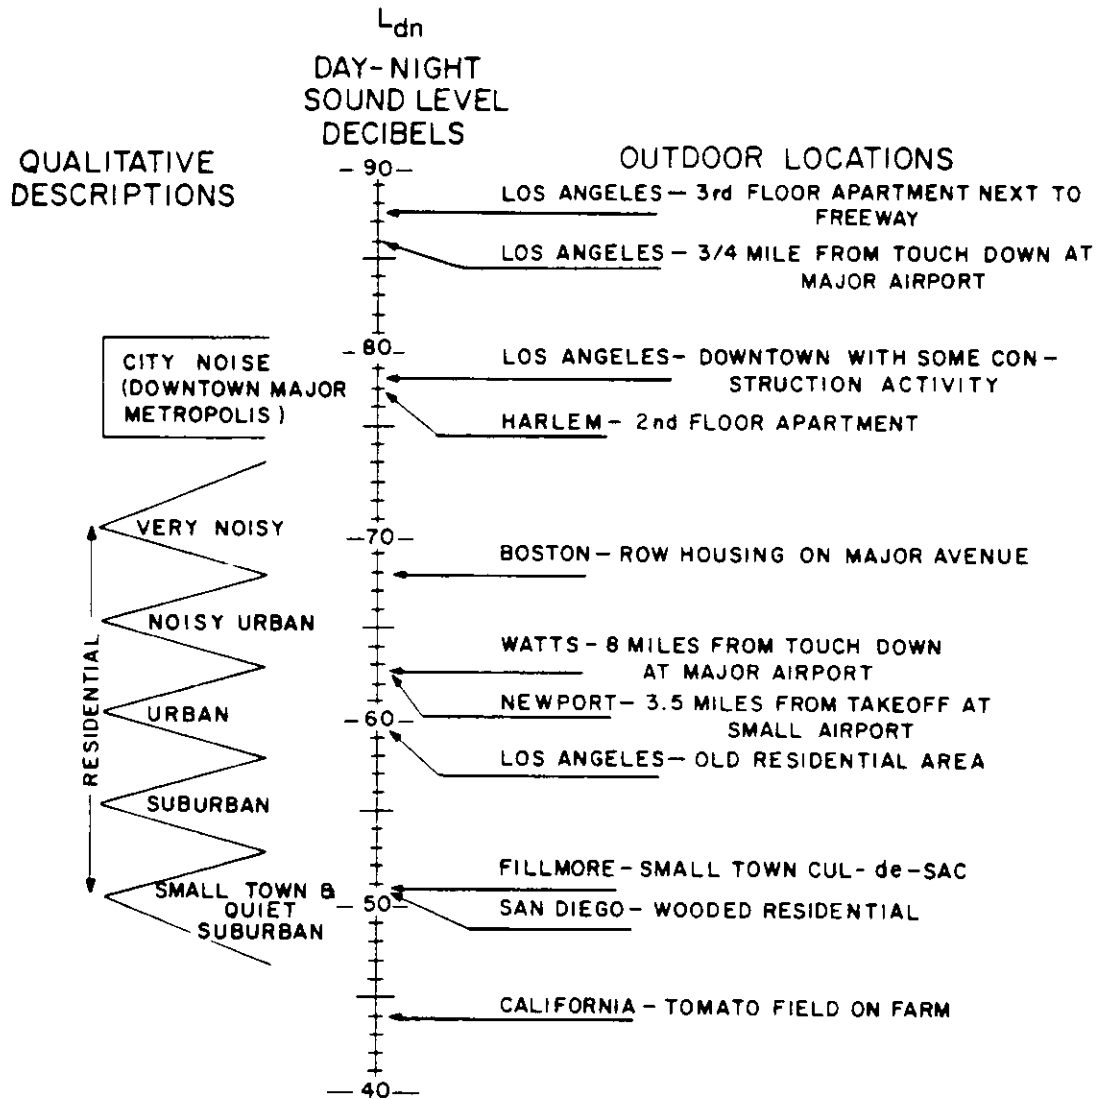 Ldn
DAY-NIGHT
SOUND LEVEL
DECIBELS
QUALITATIVE
DESCRIPTIONS
OUTDOOR LOCATIONS
90
LOS ANGELES — 3rd FLOOR APARTMENT NEXT TO
FREEWAY
LOS ANGELES — 3/4 MILE FROM TOUCH DOWN AT
MAJOR AIRPORT
80
CITY NOISE
(DOWNTOWN MAJOR
METROPOLIS)
LOS ANGELES — DOWNTOWN WITH SOME CON-
STRUCTION ACTIVITY
HARLEM — 2nd FLOOR APARTMENT
70
RESIDENTIAL
VERY NOISY
BOSTON — ROW HOUSING ON MAJOR AVENUE
NOISY URBAN
WATTS — 8 MILES FROM TOUCH DOWN
AT MAJOR AIRPORT
URBAN
NEWPORT — 3.5 MILES FROM TAKEOFF AT
SMALL AIRPORT
60
LOS ANGELES — OLD RESIDENTIAL AREA
SUBURBAN
FILLMORE — SMALL TOWN CUL-de-SAC
SMALL TOWN &
QUIET
SUBURBAN
50
SAN DIEGO — WOODED RESIDENTIAL
CALIFORNIA — TOMATO FIELD ON FARM
40